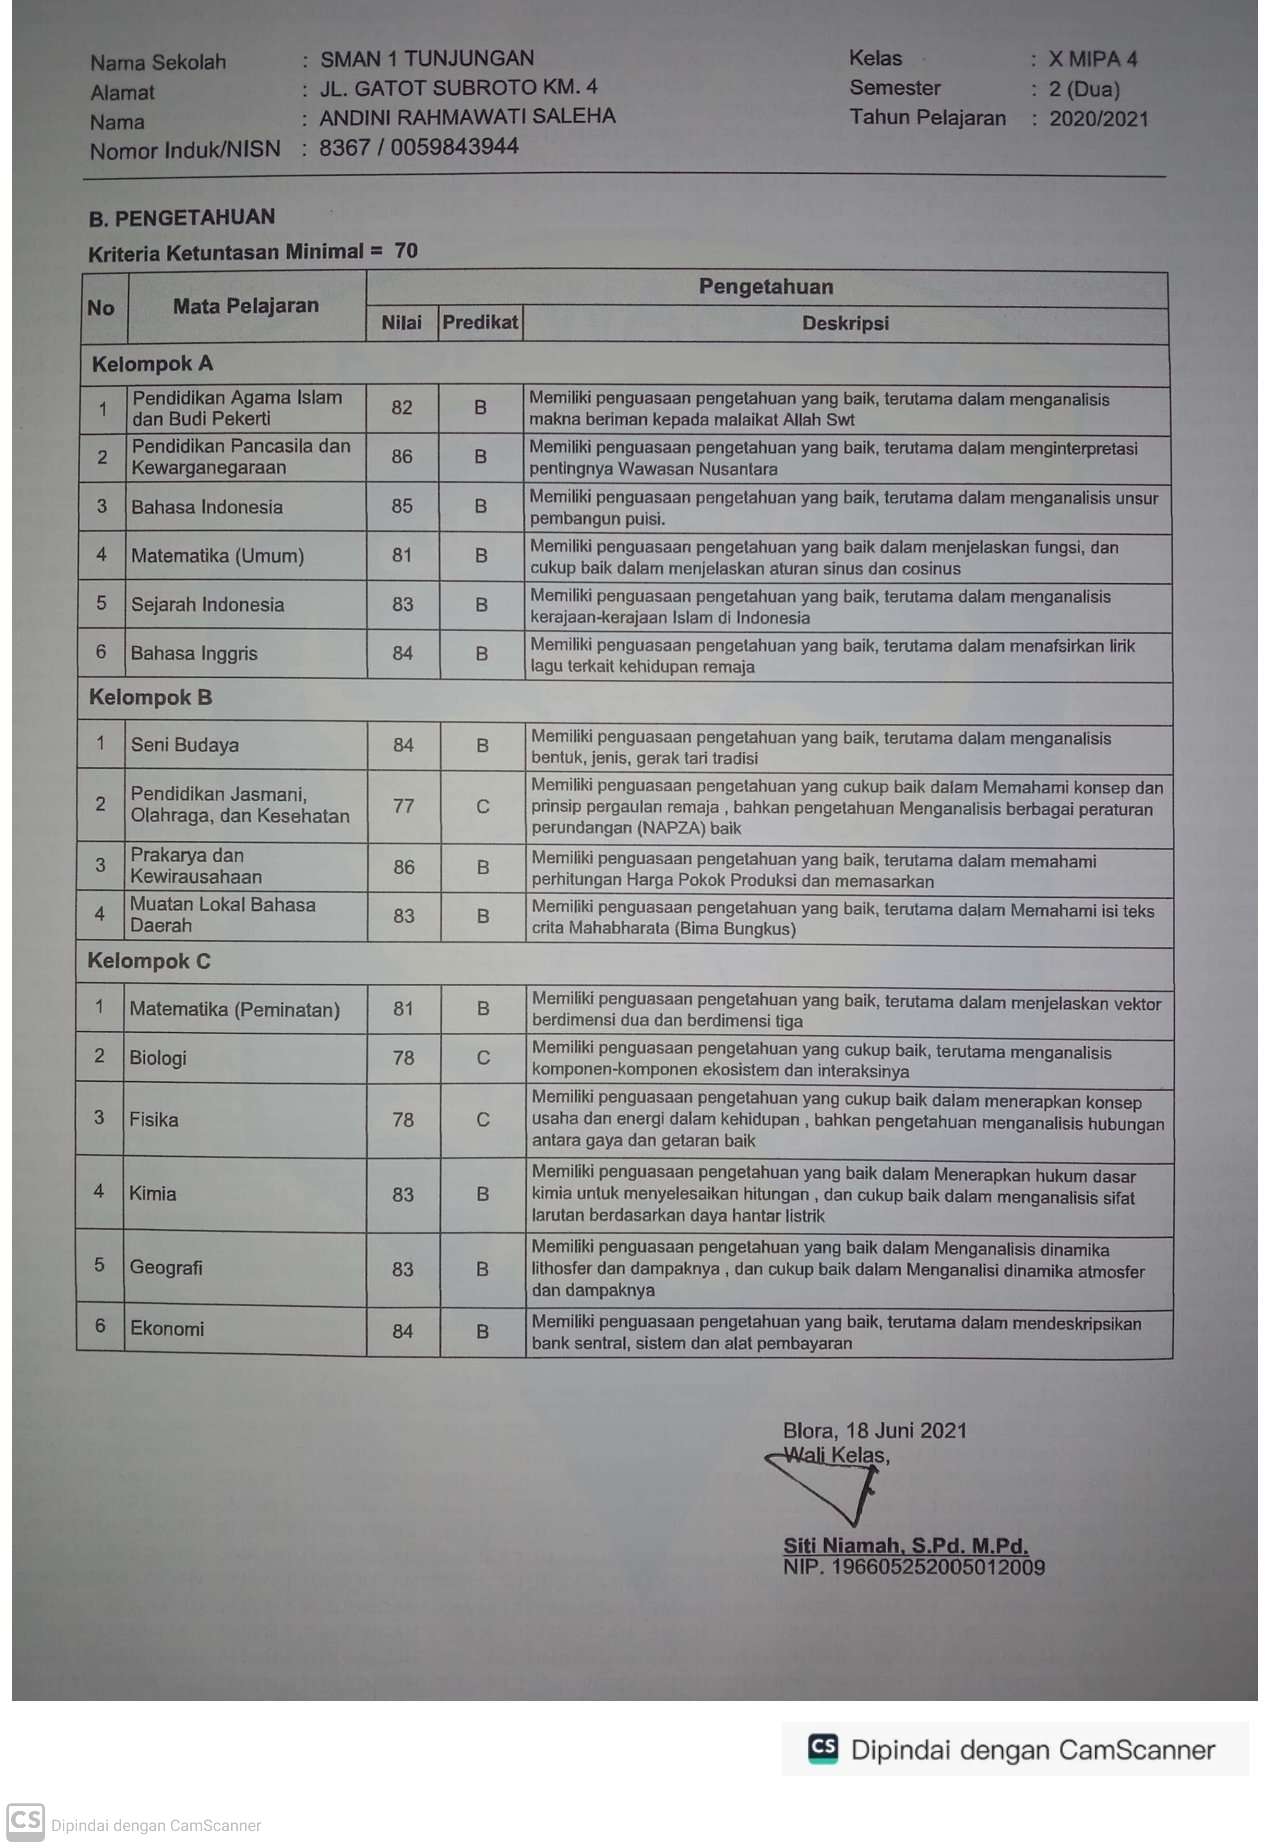 Nama Sekolah : SMAN 1 TUNJUNGAN Kelas : X MIPA 4
Alamat : JL. GATOT SUBROTO KM. 4 Semester : 2 (Dua)
Nama : ANDINI RAHMAWATI SALEHA Tahun Pelajaran : 2020/2021
Nomor Induk/NISN : 8367 / 0059843944
B. PENGETAHUAN
Kriteria Ketuntasan Minimal = 70
No Mata Pelajaran Pengetahuan
Nilai Predikat Deskripsi
Kelompok A
1 Pendidikan Agama Islam dan Budi Pekerti 82 B Memiliki penguasaan pengetahuan yang baik, terutama dalam menganalisis
makna beriman kepada malaikat Allah Swt
2 Pendidikan Pancasila dan Kewarganegaraan 86 B Memiliki penguasaan pengetahuan yang baik, terutama dalam menginterpretasi
pentingnya Wawasan Nusantara
3 Bahasa Indonesia 85 B Memiliki penguasaan pengetahuan yang baik, terutama dalam menganalisis unsur
pembangun puisi.
4 Matematika (Umum) 81 B Memiliki penguasaan pengetahuan yang baik dalam menjelaskan fungsi, dan
cukup baik dalam menjelaskan aturan sinus dan cosinus
5 Sejarah Indonesia 83 B Memiliki penguasaan pengetahuan yang baik, terutama dalam menganalisis
kerajaan-kerajaan Islam di Indonesia
6 Bahasa Inggris 84 B Memiliki penguasaan pengetahuan yang baik, terutama dalam menafsirkan lirik
lagu terkait kehidupan remaja
Kelompok B
1 Seni Budaya 84 B Memiliki penguasaan pengetahuan yang baik, terutama dalam menganalisis
bentuk, jenis, gerak tari tradisi
2 Pendidikan Jasmani, Olahraga, dan Kesehatan 77 C Memiliki penguasaan pengetahuan yang cukup baik dalam Memahami konsep dan
prinsip pergaulan remaja , bahkan pengetahuan Menganalisis berbagai peraturan
perundangan (NAPZA) baik
3 Prakarya dan Kewirausahaan 86 B Memiliki penguasaan pengetahuan yang baik, terutama dalam memahami
perhitungan Harga Pokok Produksi dan memasarkan
4 Muatan Lokal Bahasa Daerah 83 B Memiliki penguasaan pengetahuan yang baik, terutama dalam Memahami isi teks
crita Mahabharata (Bima Bungkus)
Kelompok C
1 Matematika (Peminatan) 81 B Memiliki penguasaan pengetahuan yang baik, terutama dalam menjelaskan vektor
berdimensi dua dan berdimensi tiga
2 Biologi 78 C Memiliki penguasaan pengetahuan yang cukup baik, terutama menganalisis
komponen-komponen ekosistem dan interaksinya
3 Fisika 78 C Memiliki penguasaan pengetahuan yang cukup baik dalam menerapkan konsep
usaha dan energi dalam kehidupan , bahkan pengetahuan menganalisis hubungan
antara gaya dan getaran baik
4 Kimia 83 B Memiliki penguasaan pengetahuan yang baik dalam Menerapkan hukum dasar
kimia untuk menyelesaikan hitungan , dan cukup baik dalam menganalisis sifat
larutan berdasarkan daya hantar listrik
5 Geografi 83 B Memiliki penguasaan pengetahuan yang baik dalam Menganalisis dinamika
lithosfer dan dampaknya , dan cukup baik dalam Menganalisi dinamika atmosfer
dan dampaknya
6 Ekonomi 84 B Memiliki penguasaan pengetahuan yang baik, terutama dalam mendeskripsikan
bank sentral, sistem dan alat pembayaran
Blora, 18 Juni 2021
Wali Kelas,
Siti Niamah, S.Pd. M.Pd.
NIP. 196605252005012009
CS Dipindai dengan CamScanner
CS Dipindai dengan CamScanner